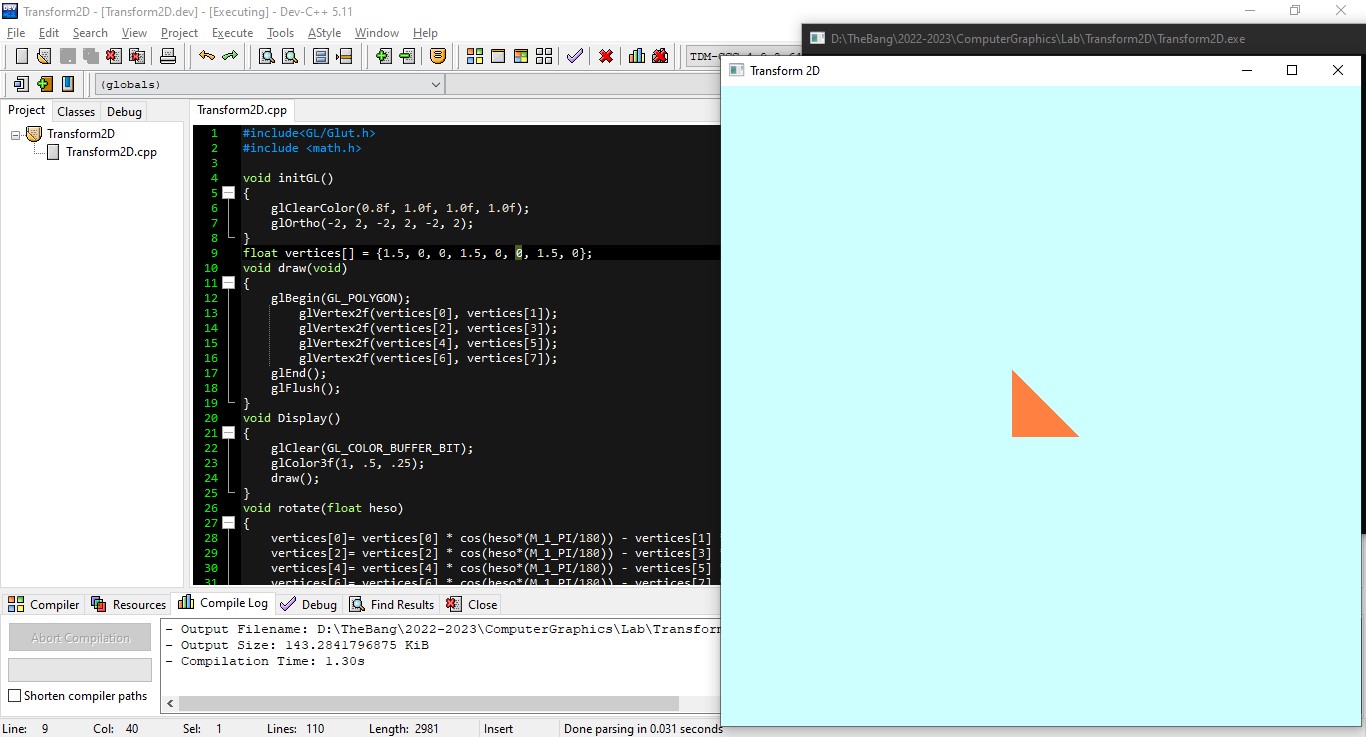 Transform2D - [Transform2D.dev] - [Executing] - Dev-C++ 5.11
File Edit Search View Project Execute Tools AStyle Window Help
D:\TheBang\2022-2023\ComputerGraphics\Lab\Transform2D\Transform2D.exe
(globals)
Transform 2D
Project Classes Debug
Transform2D.cpp
Transform2D
Transform2D.cpp
1 #include<GL/Glut.h>
2 #include <math.h>
3
4 void initGL()
5 {
6 glClearColor(0.8f, 1.0f, 1.0f, 1.0f);
7 glOrtho(-2, 2, -2, 2, -2, 2);
8 }
9 float vertices[] = {1.5, 0, 0, 1.5, 0, 0, 1.5, 0};
10 void draw(void)
11 {
12 glBegin(GL_POLYGON);
13 glVertex2f(vertices[0], vertices[1]);
14 glVertex2f(vertices[2], vertices[3]);
15 glVertex2f(vertices[4], vertices[5]);
16 glVertex2f(vertices[6], vertices[7]);
17 glEnd();
18 glFlush();
19 }
20 void Display()
21 {
22 glClear(GL_COLOR_BUFFER_BIT);
23 glColor3f(1, .5, .25);
24 draw();
25 }
26 void rotate(float heso)
27 {
28 vertices[0]= vertices[0] * cos(heso*(M_1_PI/180)) - vertices[1]
29 vertices[2]= vertices[2] * cos(heso*(M_1_PI/180)) - vertices[3]
30 vertices[4]= vertices[4] * cos(heso*(M_1_PI/180)) - vertices[5]
31 vertices[6]= vertices[6] * cos(heso*(M_1_PI/180)) - vertices[7]
Compiler Resources Compile Log Debug Find Results Close
Abort Compilation
Shorten compiler paths
- Output Filename: D:\TheBang\2022-2023\ComputerGraphics\Lab\Transfor
- Output Size: 143.2841796875 KiB
- Compilation Time: 1.30s
Line: 9 Col: 40 Sel: 1 Lines: 110 Length: 2981 Insert Done parsing in 0.031 seconds